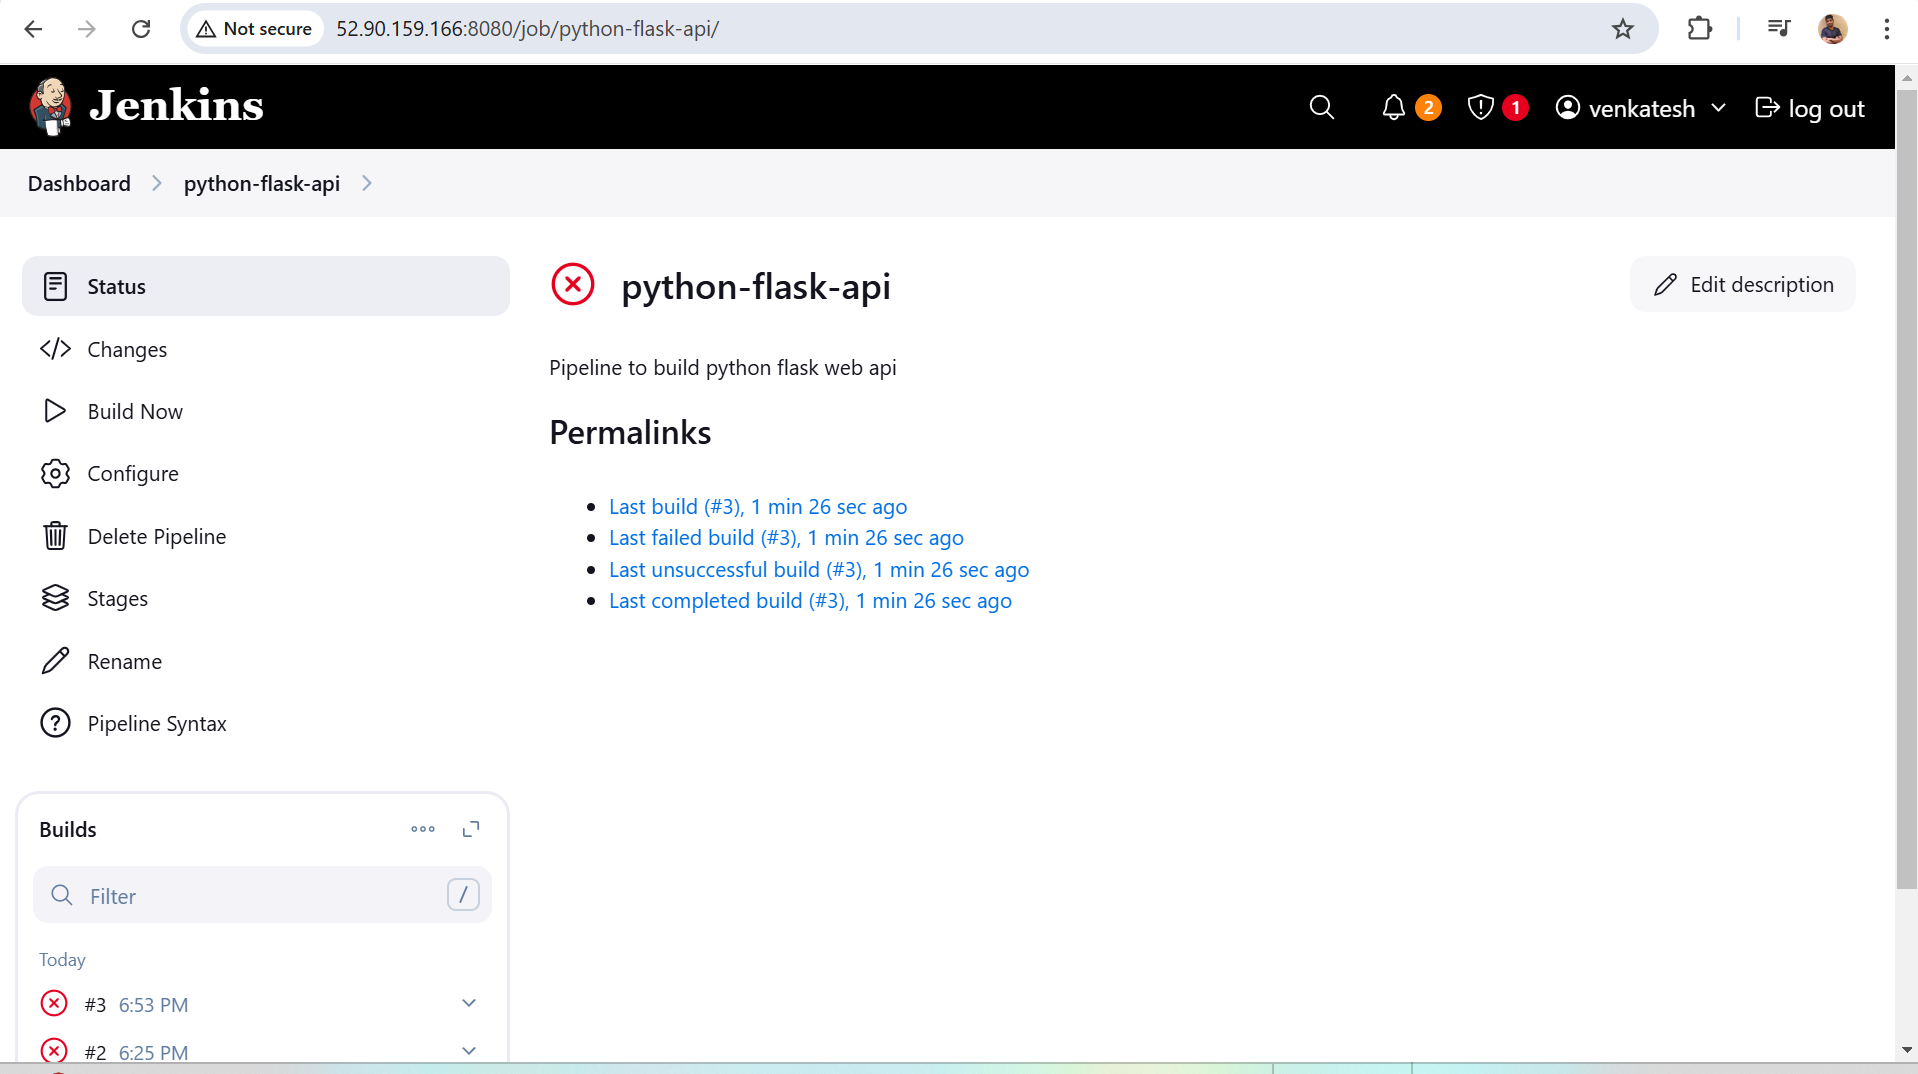 Not secure 52.90.159.166:8080/job/python-flask-api/
Jenkins 2 1 venkatesh log out
Dashboard python-flask-api
Status
Changes
Build Now
Configure
Delete Pipeline
Stages
Rename
Pipeline Syntax
python-flask-api
Edit description
Pipeline to build python flask web api
Permalinks
Last build (#3), 1 min 26 sec ago
Last failed build (#3), 1 min 26 sec ago
Last unsuccessful build (#3), 1 min 26 sec ago
Last completed build (#3), 1 min 26 sec ago
Builds
Filter /
Today
#3 6:53 PM
#2 6:25 PM